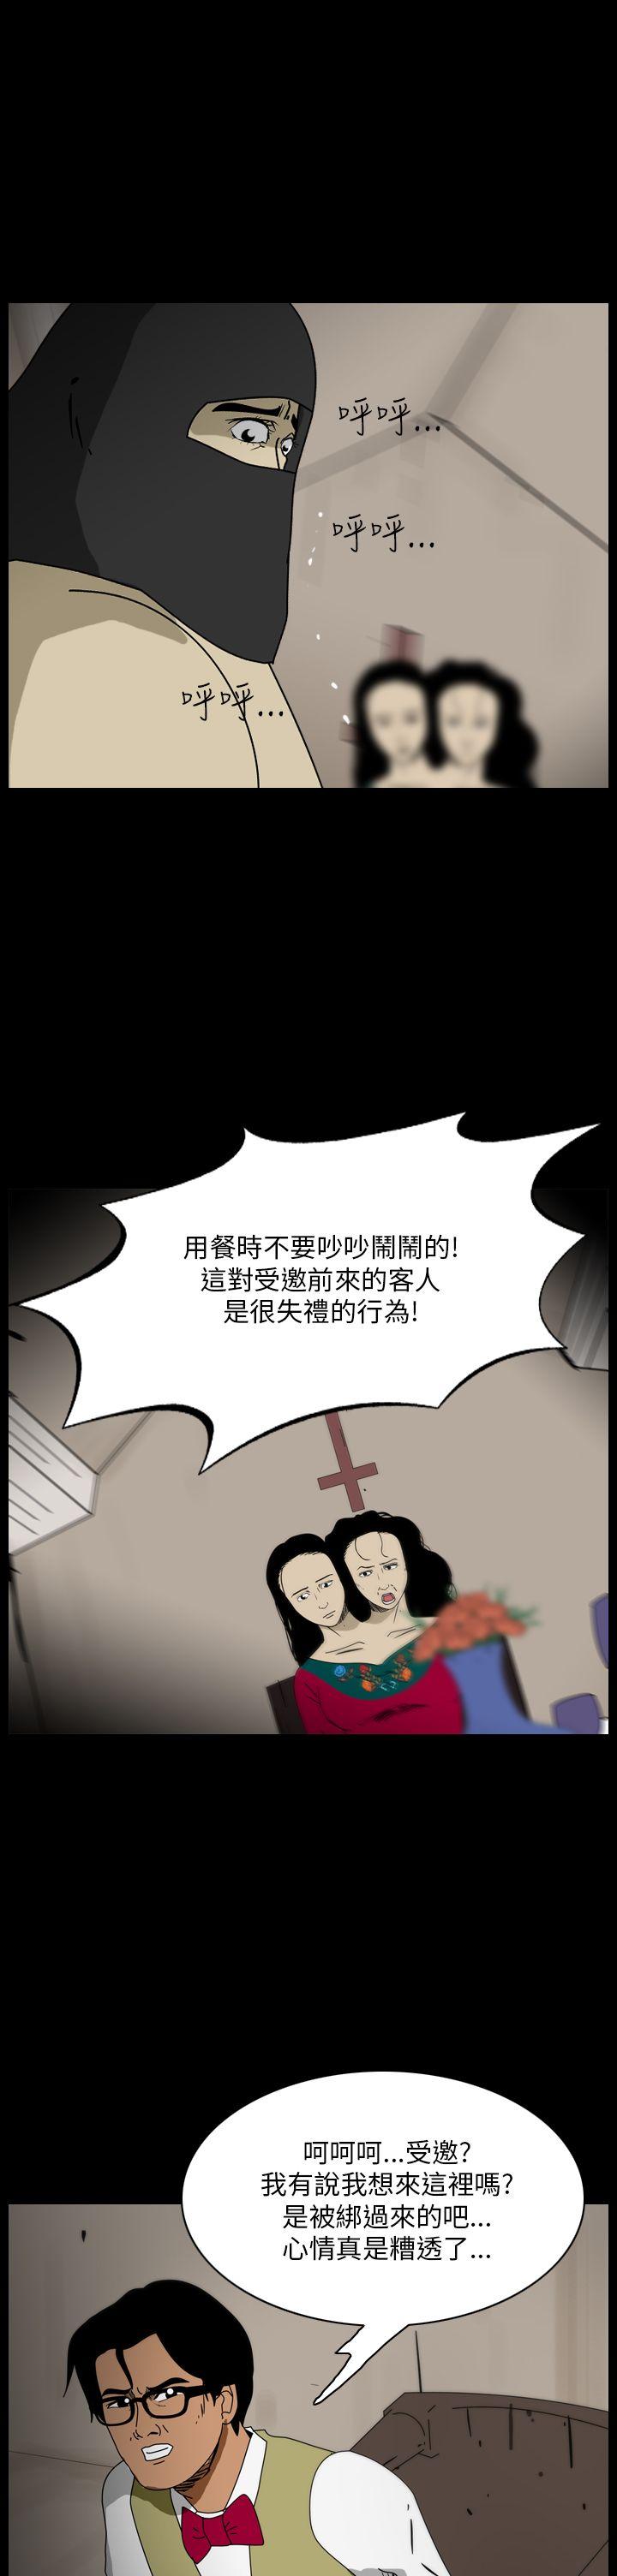 呼呼...
呼呼...
呼呼...
用餐時不要吵吵鬧鬧的!
這對受邀前來的客人
是很失禮的行為!
呵呵呵...受邀?
我有說我想來這裡嗎?
是被綁過來的吧...
心情真是糟透了...